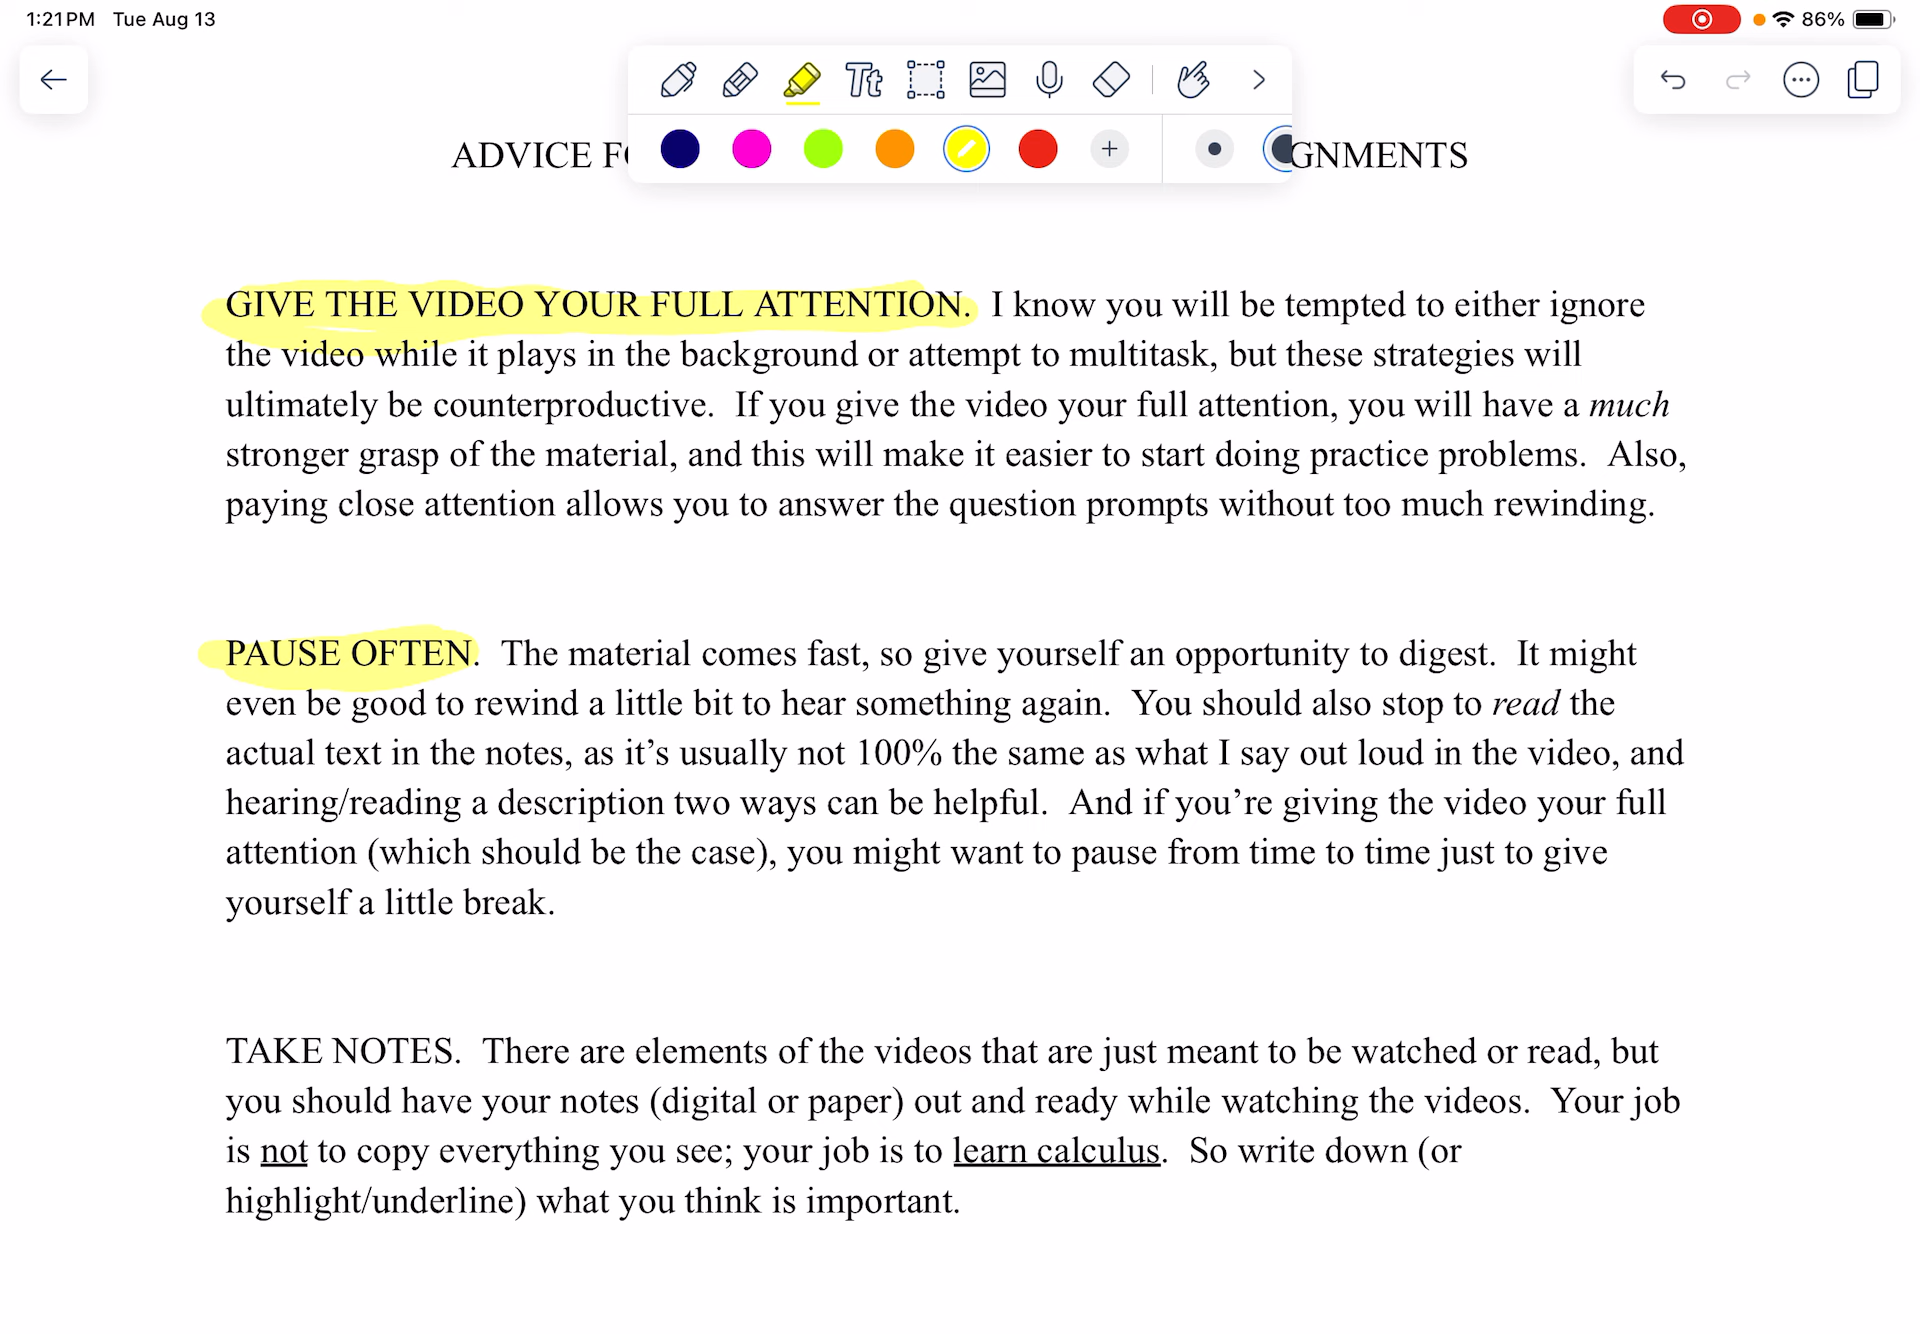 1:21 PM Tue Aug 13
86%
Tt
ADVICE F GNMENTS
GIVE THE VIDEO YOUR FULL ATTENTION.  I know you will be tempted to either ignore
the video while it plays in the background or attempt to multitask, but these strategies will
ultimately be counterproductive.  If you give the video your full attention, you will have a much
stronger grasp of the material, and this will make it easier to start doing practice problems.  Also,
paying close attention allows you to answer the question prompts without too much rewinding.
PAUSE OFTEN.  The material comes fast, so give yourself an opportunity to digest.  It might
even be good to rewind a little bit to hear something again.  You should also stop to read the
actual text in the notes, as it’s usually not 100% the same as what I say out loud in the video, and
hearing/reading a description two ways can be helpful.  And if you’re giving the video your full
attention (which should be the case), you might want to pause from time to time just to give
yourself a little break.
TAKE NOTES.  There are elements of the videos that are just meant to be watched or read, but
you should have your notes (digital or paper) out and ready while watching the videos.  Your job
is not to copy everything you see; your job is to learn calculus.  So write down (or
highlight/underline) what you think is important.